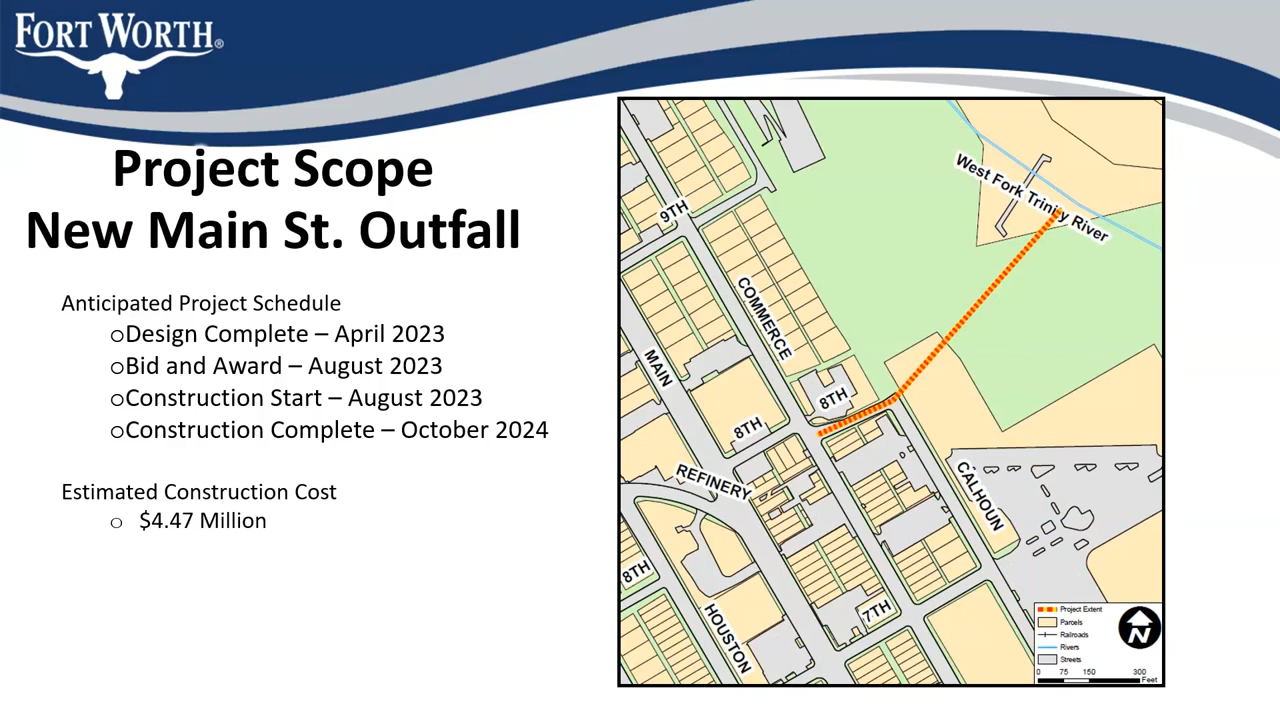 FORT WORTH®
Project Scope
New Main St. Outfall
Anticipated Project Schedule
oDesign Complete – April 2023
oBid and Award – August 2023
oConstruction Start – August 2023
oConstruction Complete – October 2024
Estimated Construction Cost
o $4.47 Million
West Fork Trinity River
9TH
COMMERCE
MAIN
8TH
8TH
REFINERY
CALHOUN
8TH
7TH
HOUSTON
Project Extent
Parcels
Railroads
Rivers
Streets
N
0 75 150 300
Feet